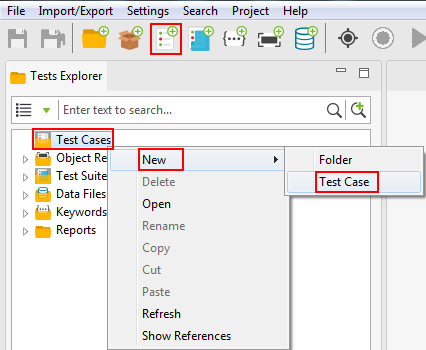 File Import/Export Settings Search Project Help
Tests Explorer
Enter text to search...
Test Cases
Object Re
Test Suite
Data Files
Keywords
Reports
New
Delete
Open
Rename
Copy
Cut
Paste
Refresh
Show References
Folder
Test Case